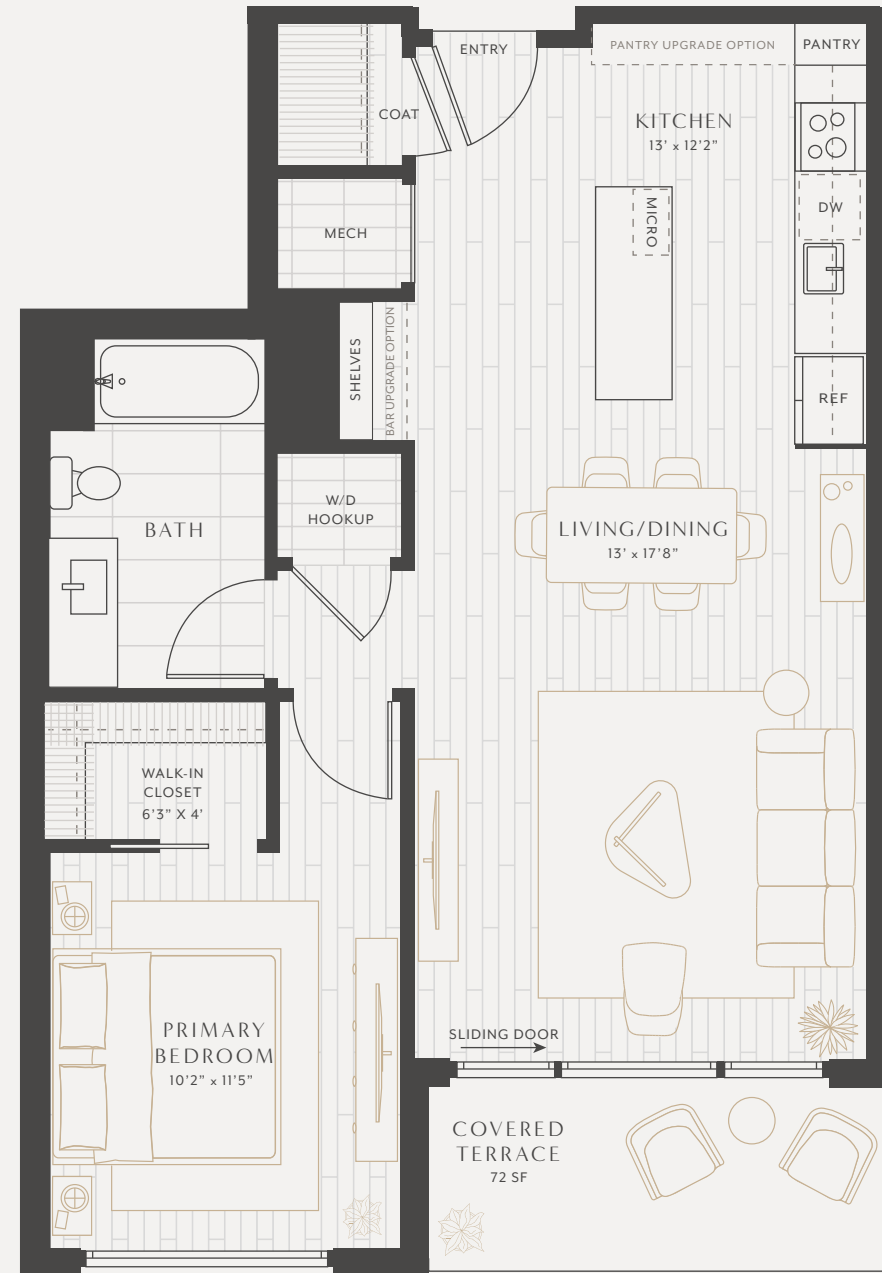 ENTRY
PANTRY UPGRADE OPTION
PANTRY
COAT
KITCHEN
13' x 12'2"
MECH
MICRO
DW
SHELVES
BAR UPGRADE OPTION
REF
W/D
HOOKUP
BATH
LIVING/DINING
13' x 17'8"
WALK-IN
CLOSET
6'3" X 4'
PRIMARY
BEDROOM
10'2" x 11'5"
SLIDING DOOR
COVERED
TERRACE
72 SF